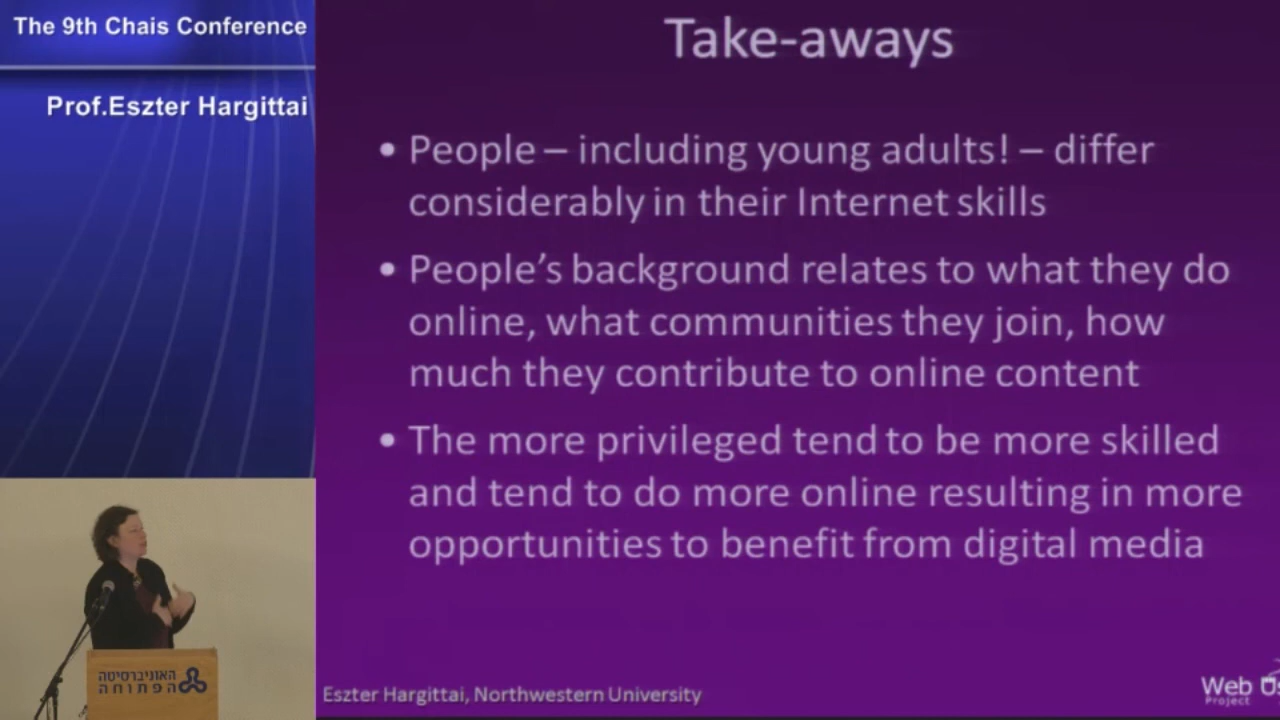 The 9th Chais Conference
Prof.Eszter Hargittai
Take-aways
• People – including young adults! – differ
considerably in their Internet skills
• People's background relates to what they do
online, what communities they join, how
much they contribute to online content
• The more privileged tend to be more skilled
and tend to do more online resulting in more
opportunities to benefit from digital media
האוניברסיטה
הפתוחה
Eszter Hargittai, Northwestern University
Web
Project